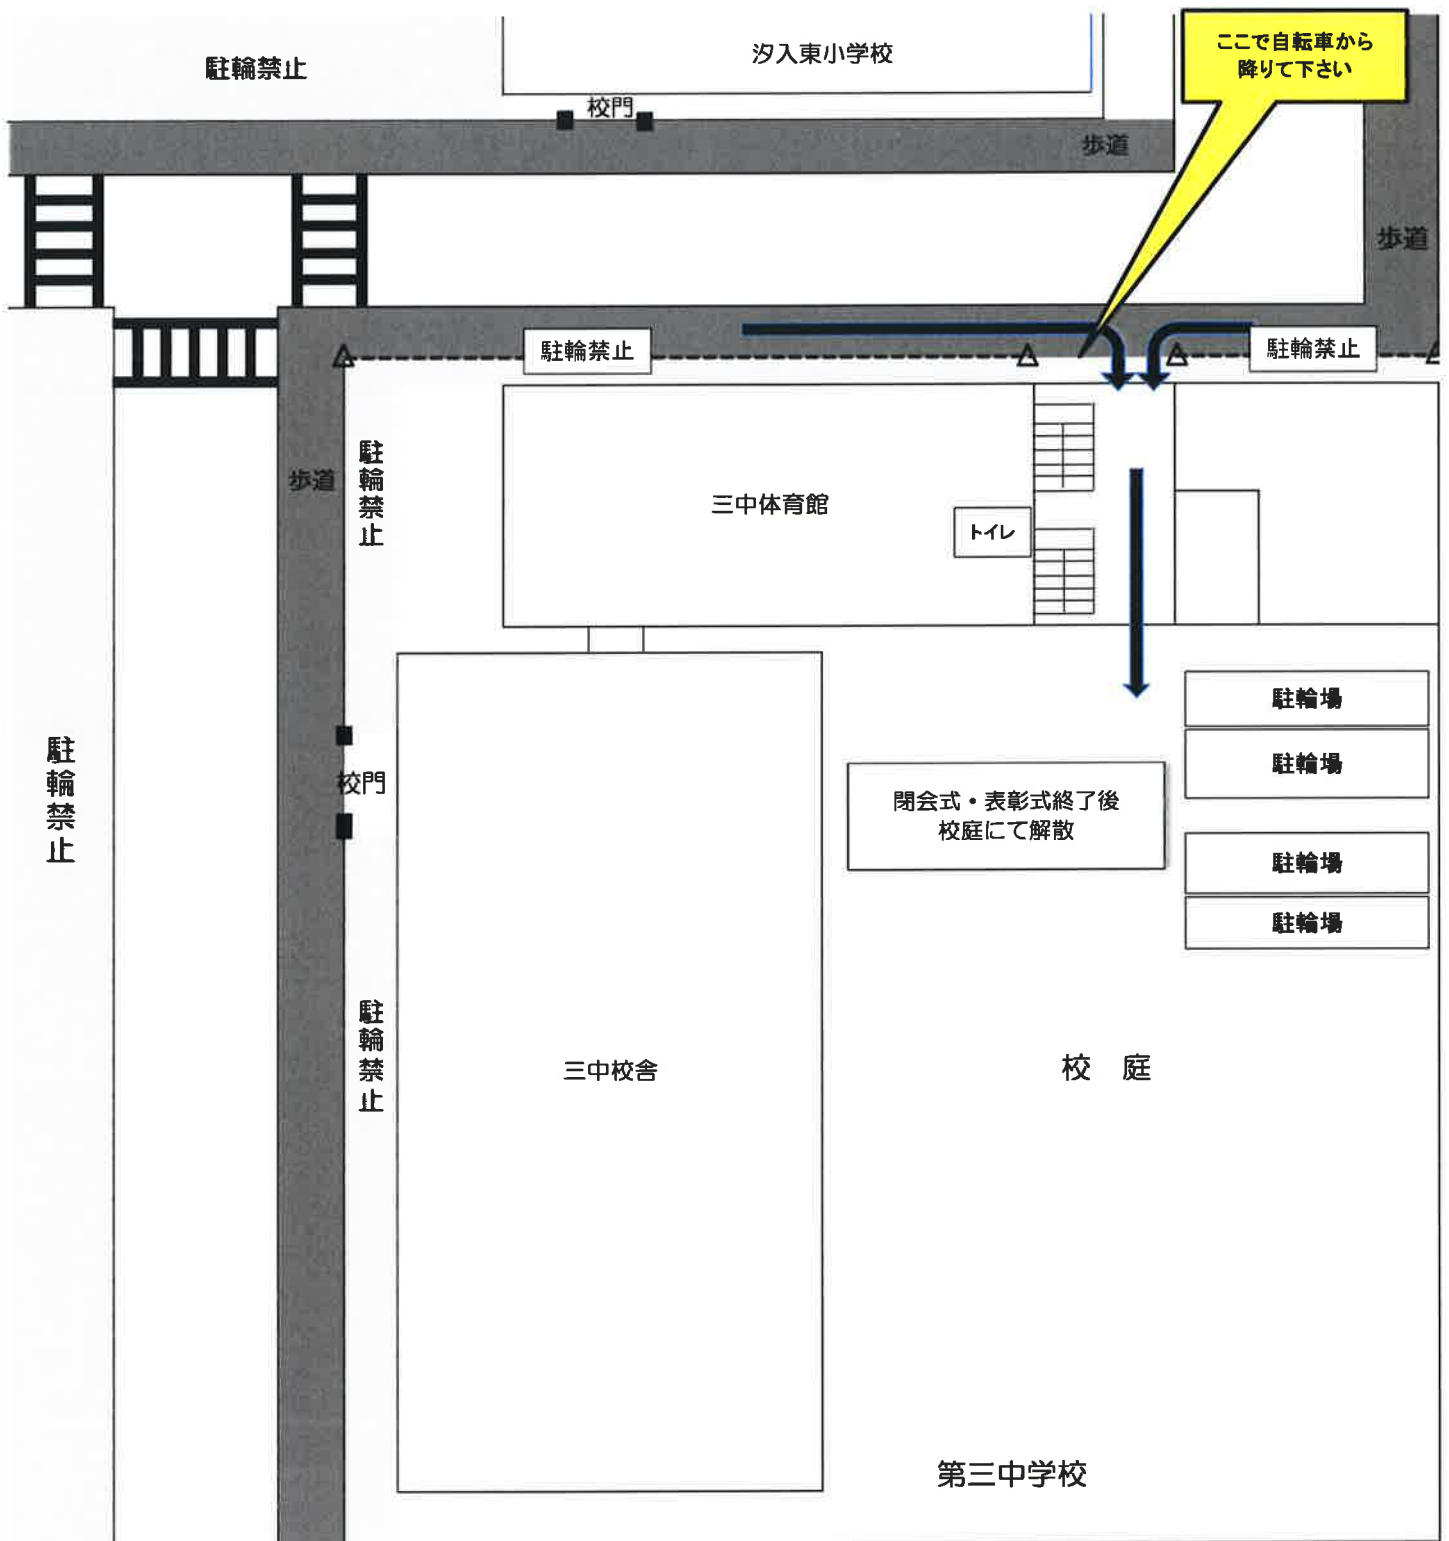 駐輪禁止
汐入東小学校
ここで自転車から
降りて下さい
校門
歩道
歩道
駐輪禁止
駐輪禁止
歩道
駐輪禁止
三中体育館
トイレ
駐輪場
駐輪場
駐輪禁止
校門
閉会式・表彰式終了後
校庭にて解散
駐輪場
駐輪場
駐輪禁止
三中校舎
校 庭
第三中学校